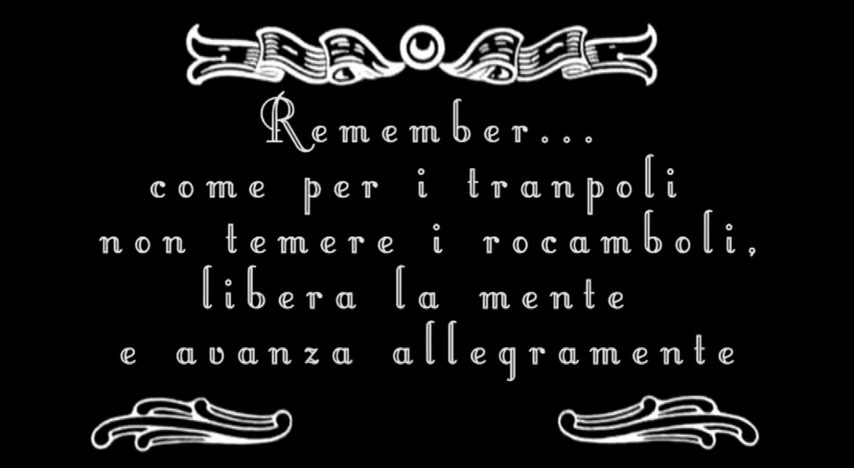 Remember...
come per i tranpoli
non temere i rocamboli,
libera la mente
e avanza allegramente